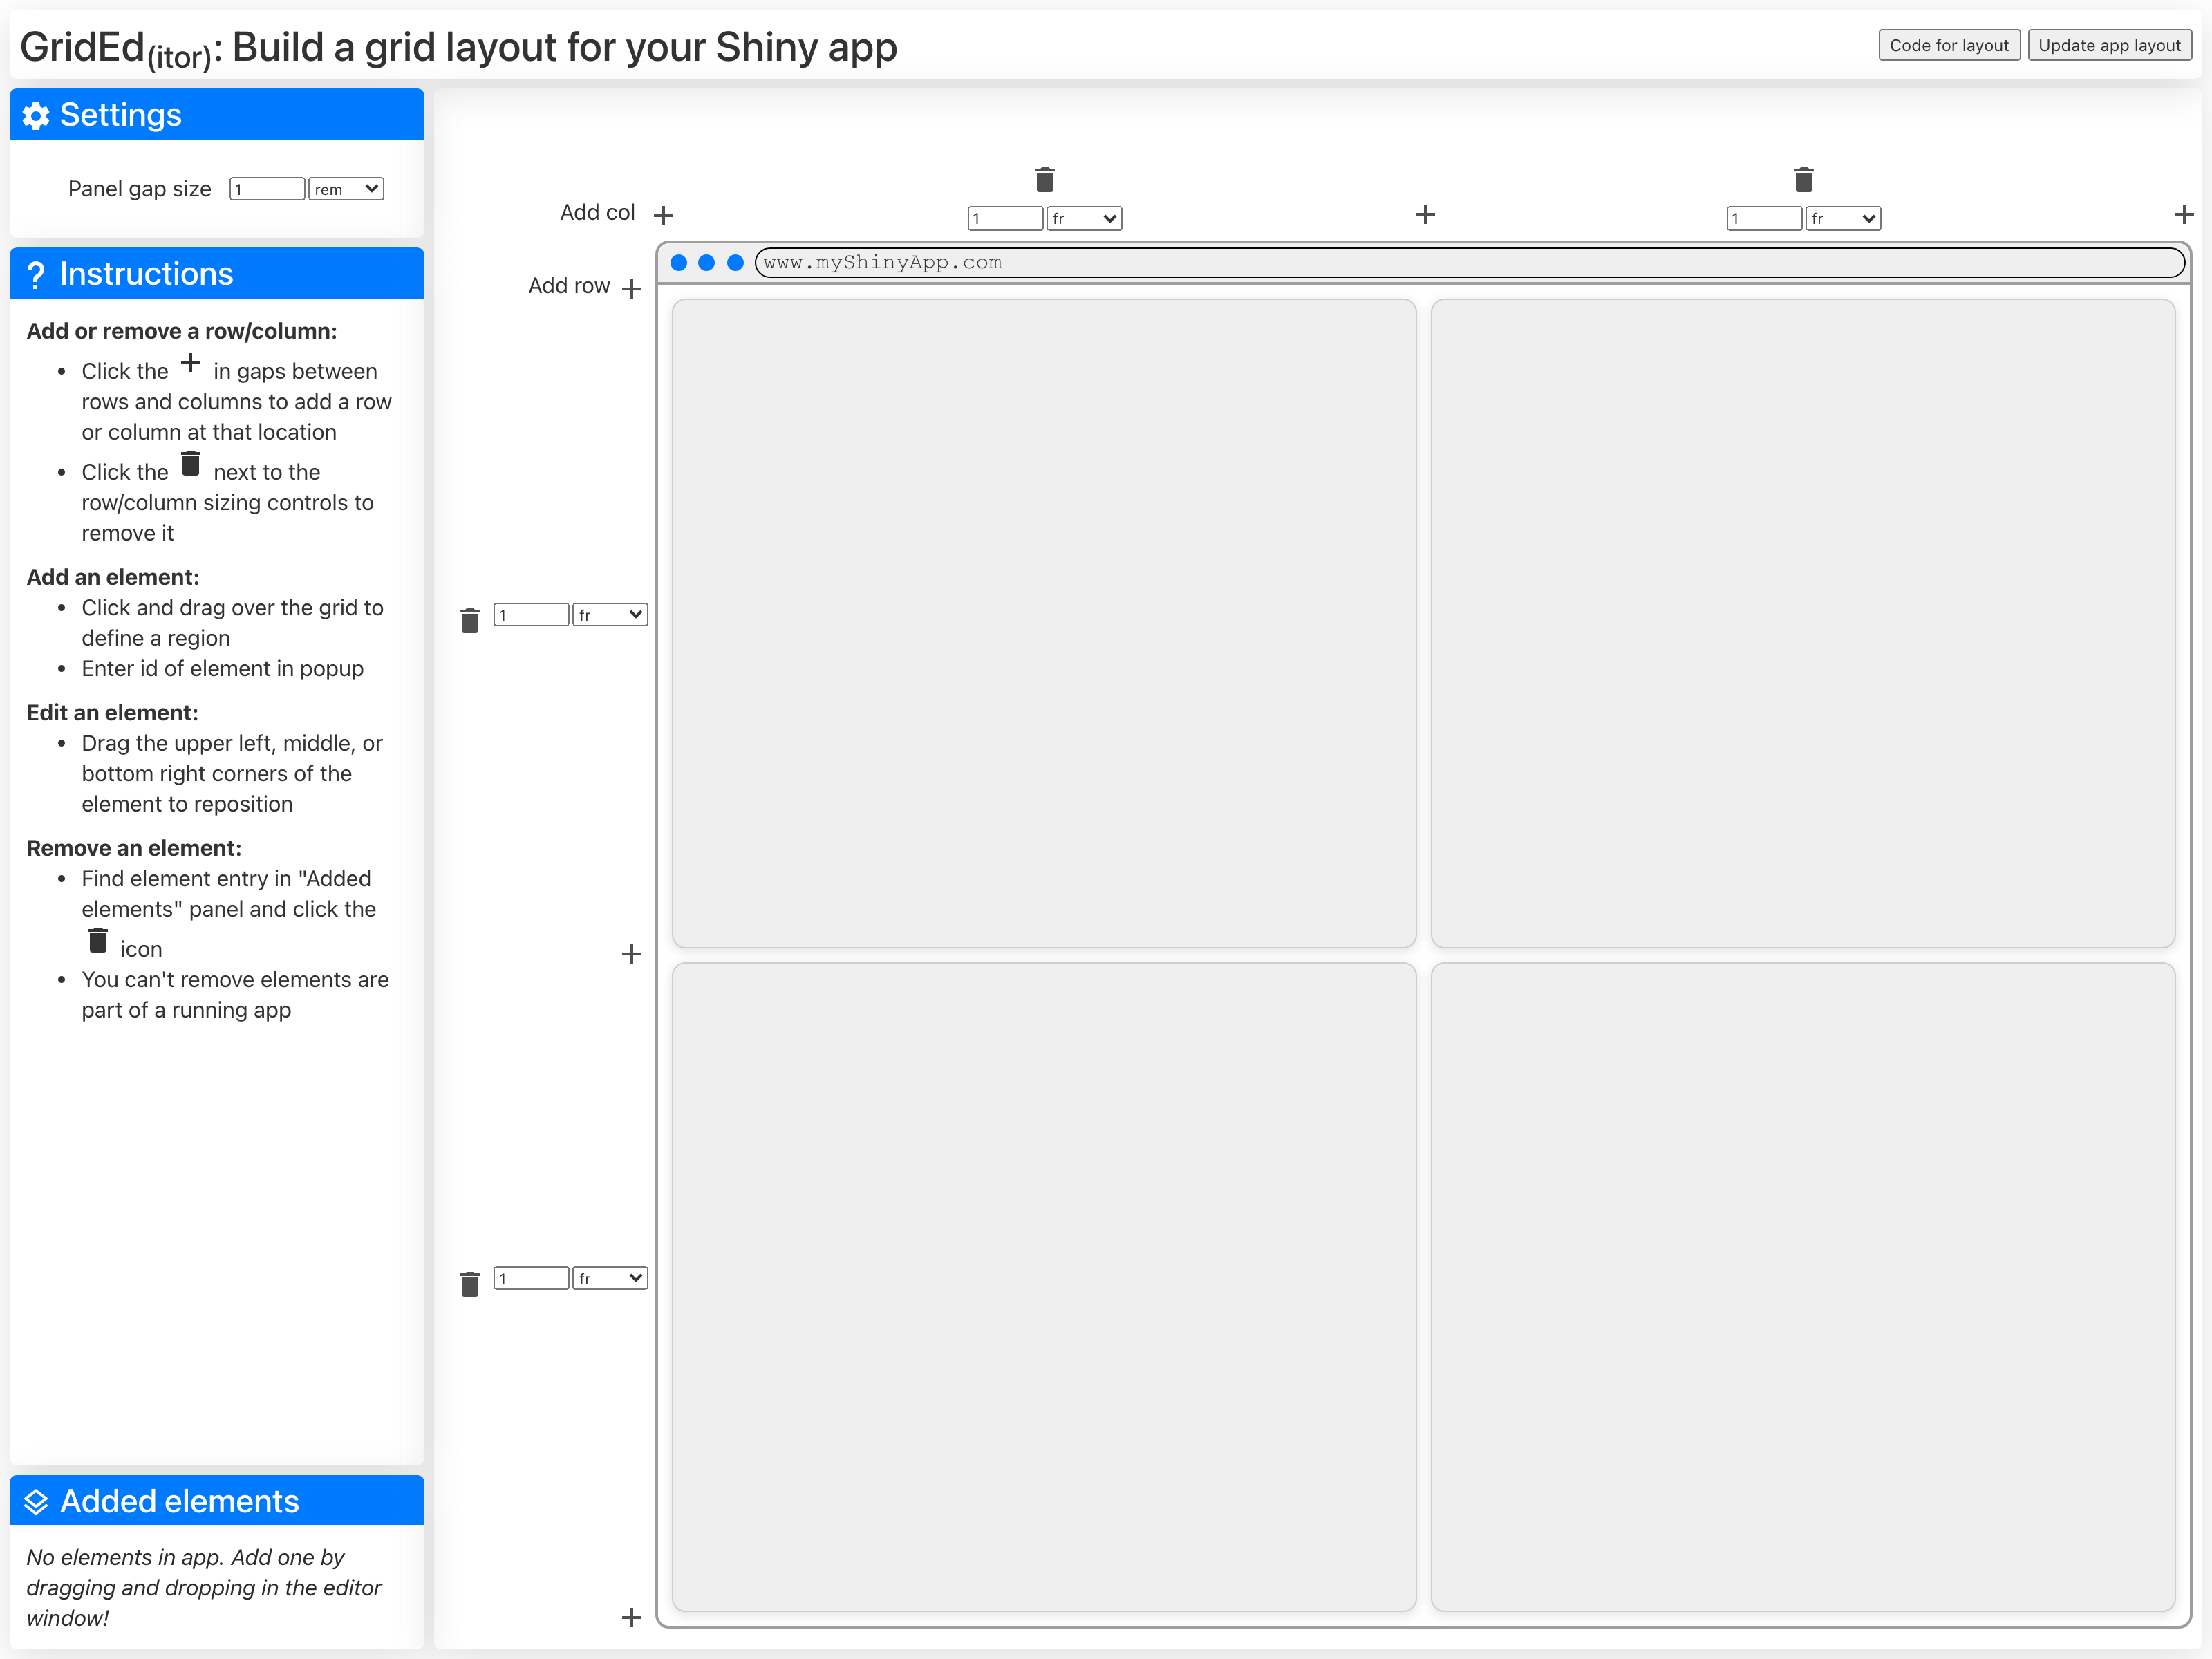 GridEd(itor): Build a grid layout for your Shiny app
Code for layout
Update app layout
Settings
Panel gap size 1 rem
Instructions
Add or remove a row/column:
• Click the + in gaps between
rows and columns to add a row
or column at that location
• Click the next to the
row/column sizing controls to
remove it
Add an element:
• Click and drag over the grid to
define a region
• Enter id of element in popup
Edit an element:
• Drag the upper left, middle, or
bottom right corners of the
element to reposition
Remove an element:
• Find element entry in "Added
elements" panel and click the
icon
• You can't remove elements are
part of a running app
Added elements
No elements in app. Add one by
dragging and dropping in the editor
window!
Add col + 1 fr + 1 fr +
www.myShinyApp.com
Add row +
1 fr
+
1 fr
+